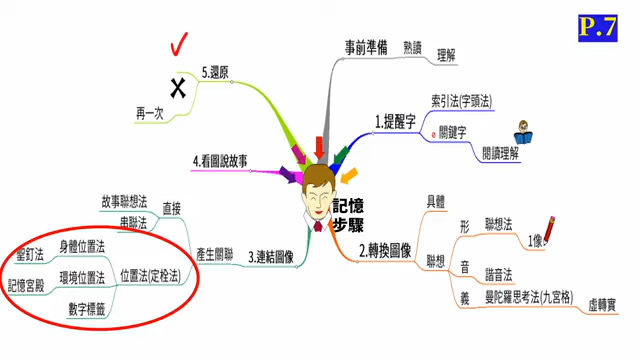 P.7
記憶
步驟
事前準備
熟讀
理解
1.提醒字
索引法(字頭法)
關鍵字
閱讀理解
2.轉換圖像
具體
聯想
形
聯想法
1像
音
諧音法
義
曼陀羅思考法(九宮格)
虛轉實
3.連結圖像
產生關聯
直接
故事聯想法
串聯法
位置法(定栓法)
身體位置法
環境位置法
記憶宮殿
數字標籤
4.看圖說故事
5.還原
再一次